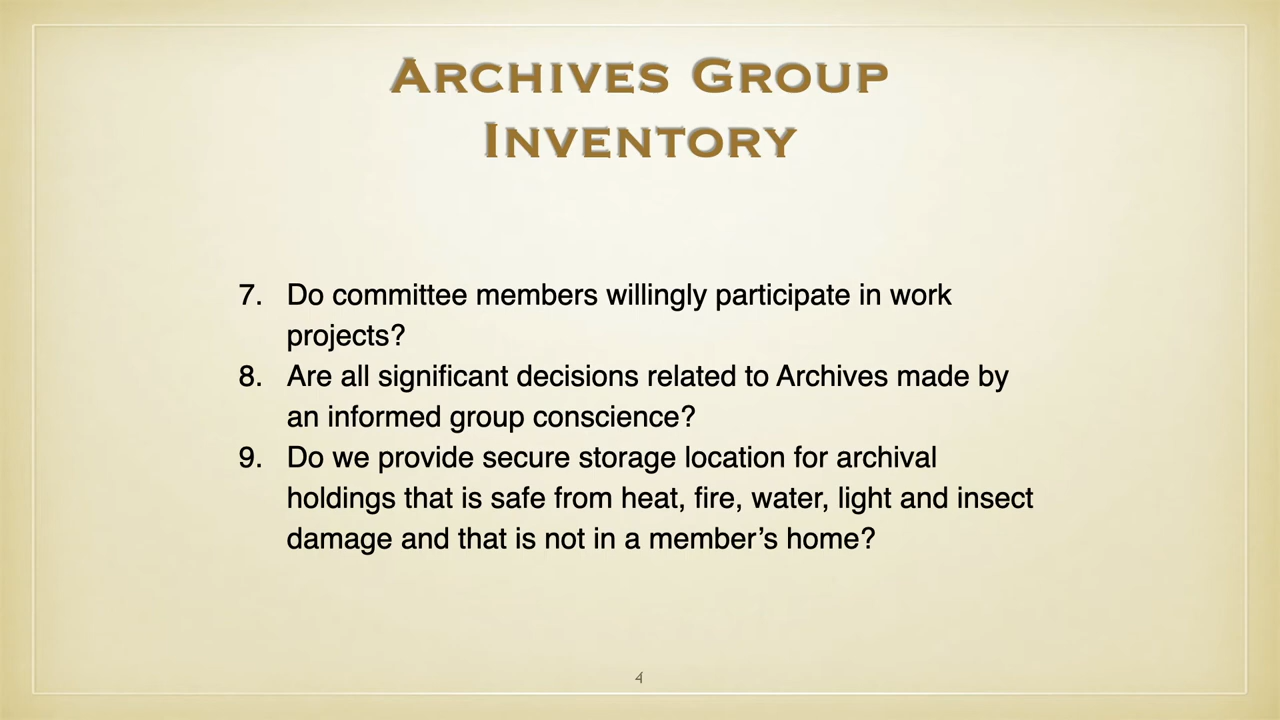 ARCHIVES GROUP
INVENTORY
7. Do committee members willingly participate in work
projects?
8. Are all significant decisions related to Archives made by
an informed group conscience?
9. Do we provide secure storage location for archival
holdings that is safe from heat, fire, water, light and insect
damage and that is not in a member’s home?
4